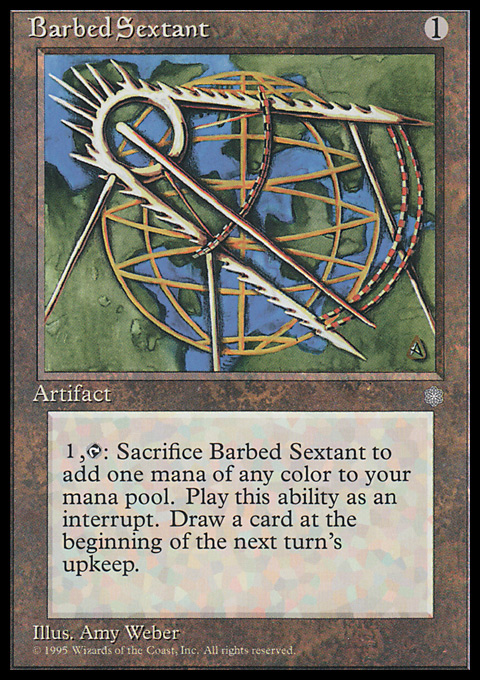 Barbed Sextant 1
Artifact
1,: Sacrifice Barbed Sextant to
add one mana of any color to your
mana pool. Play this ability as an
interrupt. Draw a card at the
beginning of the next turn's
upkeep.
Illus. Amy Weber
© 1995 Wizards of the Coast, Inc. All rights reserved.